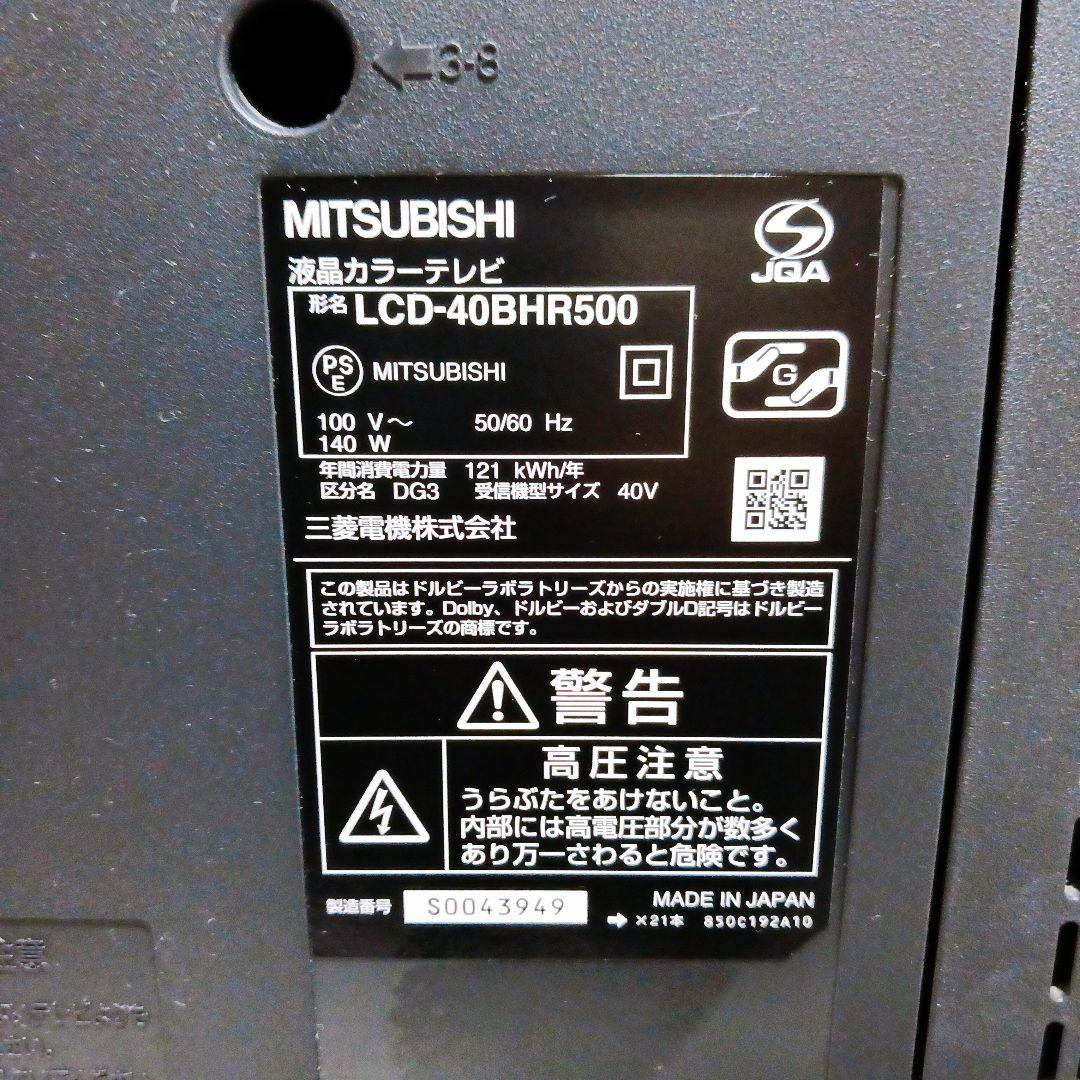 3-8
MITSUBISHI
JQA
液晶カラーテレビ
形名 LCD-40BHR500
PS
E
MITSUBISHI
G
100 V～ 50/60 Hz
140 W
年間消費電力量 121 kWh/年
区分名 DG3 受信機型サイズ 40V
三菱電機株式会社
この製品はドルビーラボラトリーズからの実施権に基づき製造
されています。Dolby、ドルビーおよびダブルD記号はドルビー
ラボラトリーズの商標です。
警告
高圧注意
うらぶたをあけないこと。
内部には高電圧部分が数多く
あり万一さわると危険です。
製造番号 S0043949
MADE IN JAPAN
➡ ×21本 850C192A10
注意